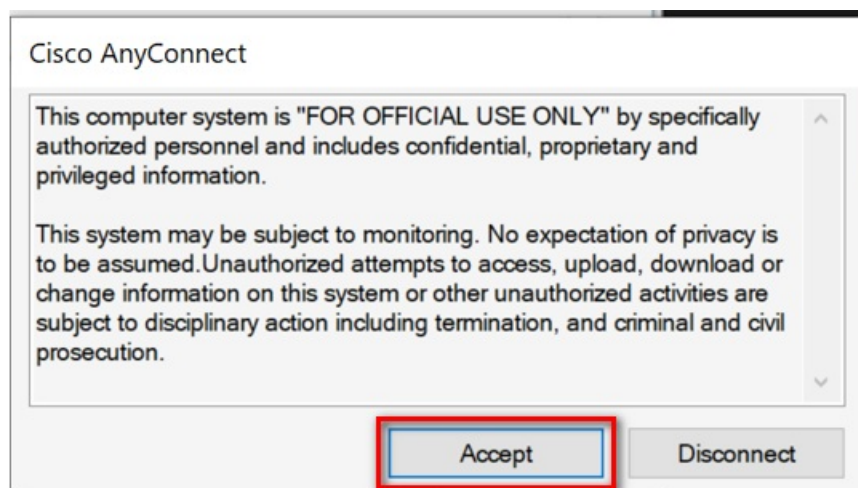 Cisco AnyConnect
This computer system is "FOR OFFICIAL USE ONLY" by specifically
authorized personnel and includes confidential, proprietary and
privileged information.
This system may be subject to monitoring. No expectation of privacy is
to be assumed.Unauthorized attempts to access, upload, download or
change information on this system or other unauthorized activities are
subject to disciplinary action including termination, and criminal and civil
prosecution.
Accept
Disconnect